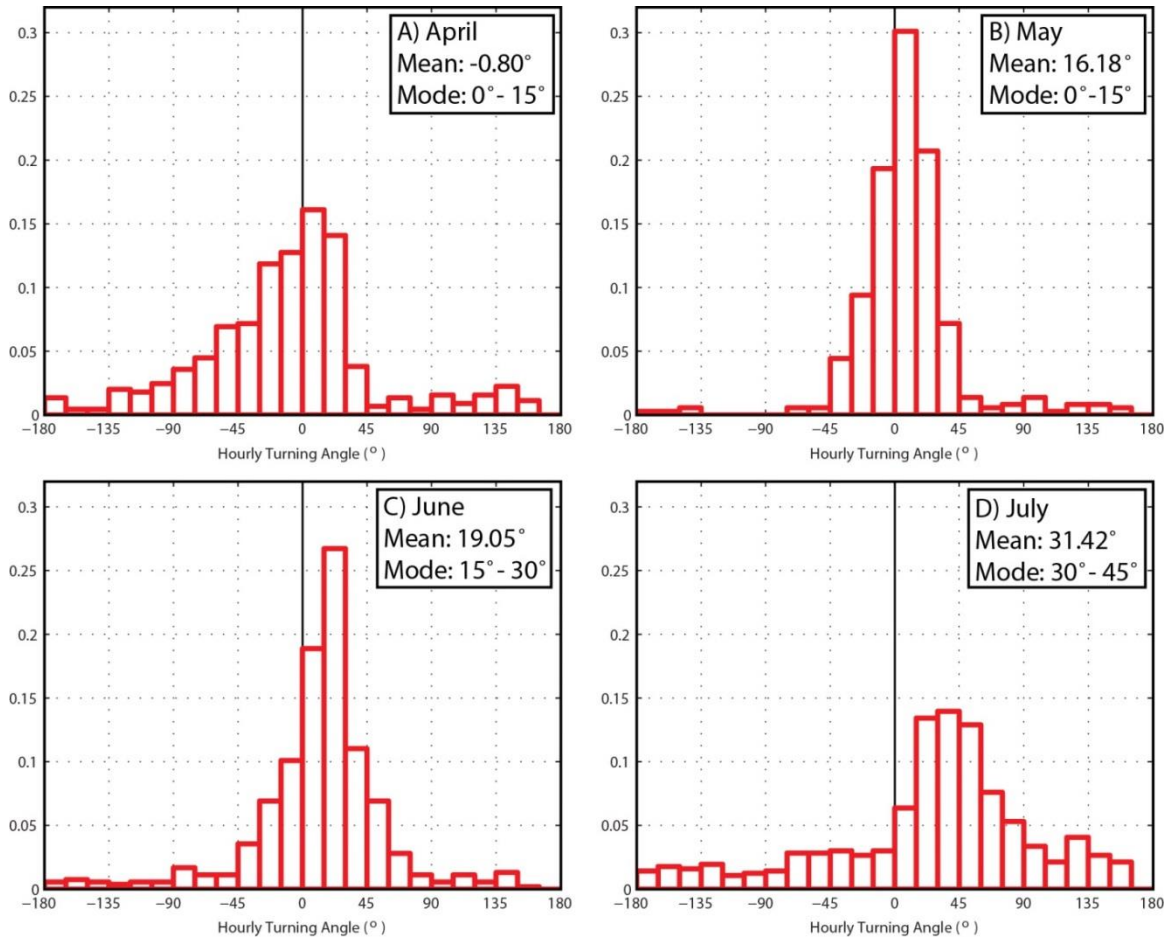 0.3
0.25
0.2
0.15
0.1
0.05
0
A) April
Mean: -0.80°
Mode: 0°- 15°
−180 −135 −90 −45 0 45 90 135 180
Hourly Turning Angle (°)
0.3
0.25
0.2
0.15
0.1
0.05
0
B) May
Mean: 16.18°
Mode: 0°-15°
−180 −135 −90 −45 0 45 90 135 180
Hourly Turning Angle (°)
0.3
0.25
0.2
0.15
0.1
0.05
0
C) June
Mean: 19.05°
Mode: 15°- 30°
−180 −135 −90 −45 0 45 90 135 180
Hourly Turning Angle (°)
0.3
0.25
0.2
0.15
0.1
0.05
0
D) July
Mean: 31.42°
Mode: 30°- 45°
−180 −135 −90 −45 0 45 90 135 180
Hourly Turning Angle (°)